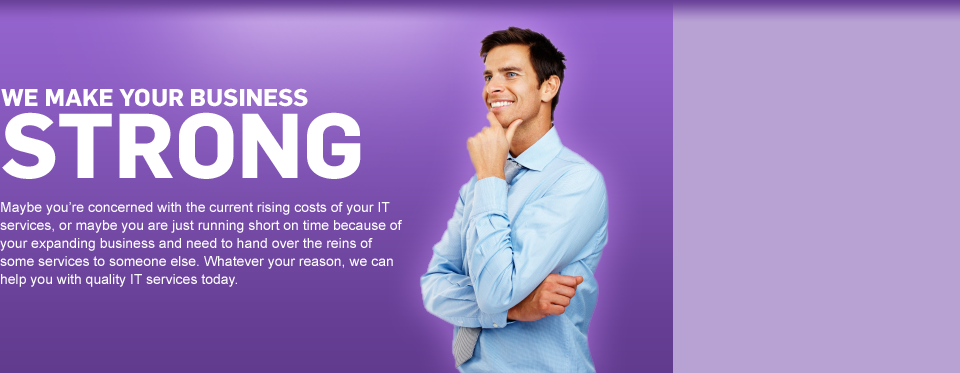 WE MAKE YOUR BUSINESS
STRONG
Maybe you're concerned with the current rising costs of your IT
services, or maybe you are just running short on time because of
your expanding business and need to hand over the reins of
some services to someone else. Whatever your reason, we can
help you with quality IT services today.